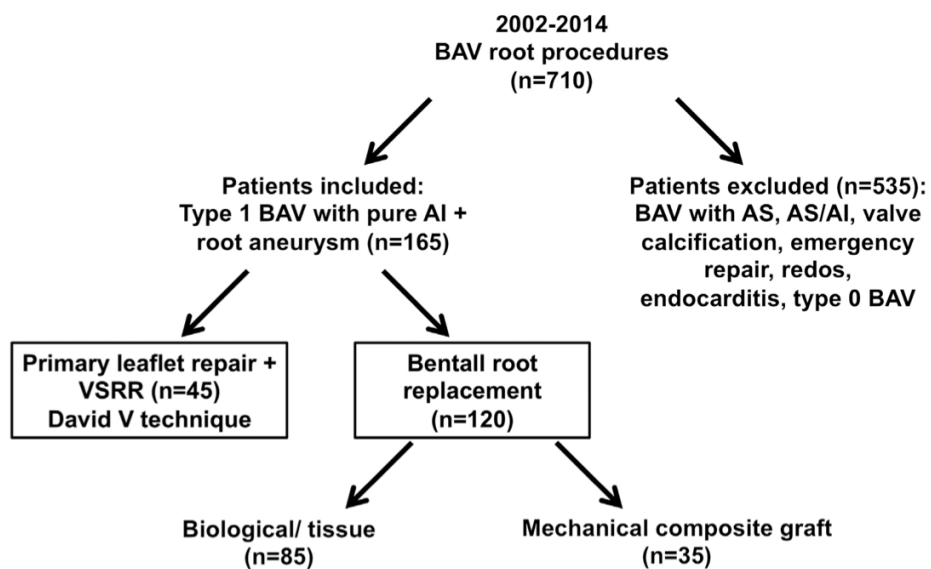 2002-2014
BAV root procedures
(n=710)
Patients included:
Type 1 BAV with pure AI +
root aneurysm (n=165)
Patients excluded (n=535):
BAV with AS, AS/AI, valve
calcification, emergency
repair, redos,
endocarditis, type 0 BAV
Primary leaflet repair +
VSRR (n=45)
David V technique
Bentall root
replacement
(n=120)
Biological/ tissue
(n=85)
Mechanical composite graft
(n=35)